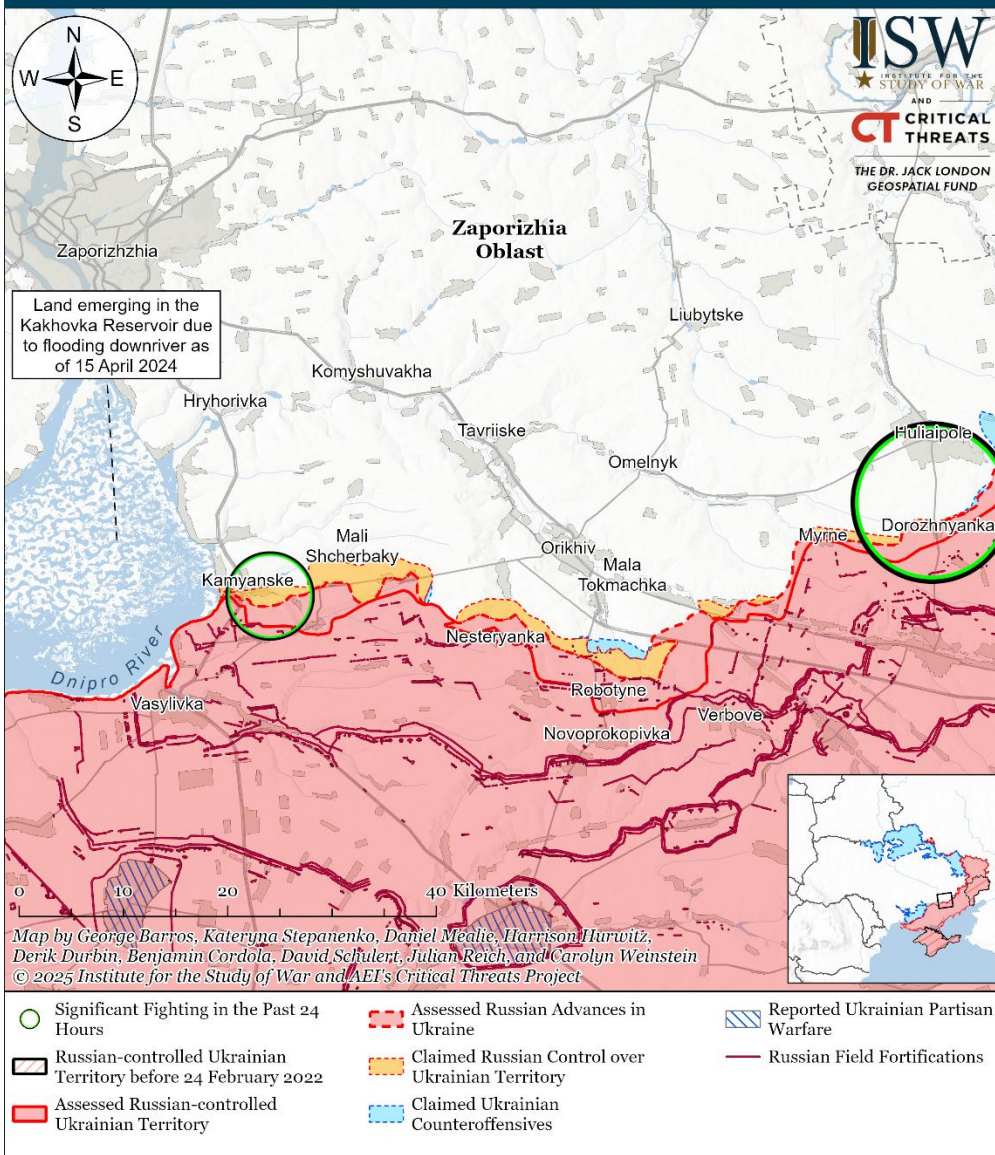 N
W E
S
ISW
INSTITUTE FOR THE
STUDY OF WAR
AND
CT CRITICAL
THREATS
THE DR. JACK LONDON
GEOSPATIAL FUND
Zaporizhia
Oblast
Zaporizhzhia
Land emerging in the
Kakhovka Reservoir due
to flooding downriver as
of 15 April 2024
Liubytske
Komyshuvakha
Hryhorivka
Tavriiske
Huliaipole
Omelnyk
Dorozhnyanka
Myrne
Mali
Shcherbaky
Orikhiv
Mala
Tokmachka
Kamyanske
Nesteryanka
Dnipro River
Robotyne
Vasylivka
Verbove
Novoprokopivka
0 10 20 40 Kilometers
Map by George Barros, Kateryna Stepanenko, Daniel Mealie, Harrison Hurwitz,
Derik Durbin, Benjamin Cordola, David Schulert, Julian Reich, and Carolyn Weinstein
© 2025 Institute for the Study of War and AEI's Critical Threats Project
Significant Fighting in the Past 24
Hours
Russian-controlled Ukrainian
Territory before 24 February 2022
Assessed Russian-controlled
Ukrainian Territory
Assessed Russian Advances in
Ukraine
Claimed Russian Control over
Ukrainian Territory
Claimed Ukrainian
Counteroffensives
Reported Ukrainian Partisan
Warfare
Russian Field Fortifications